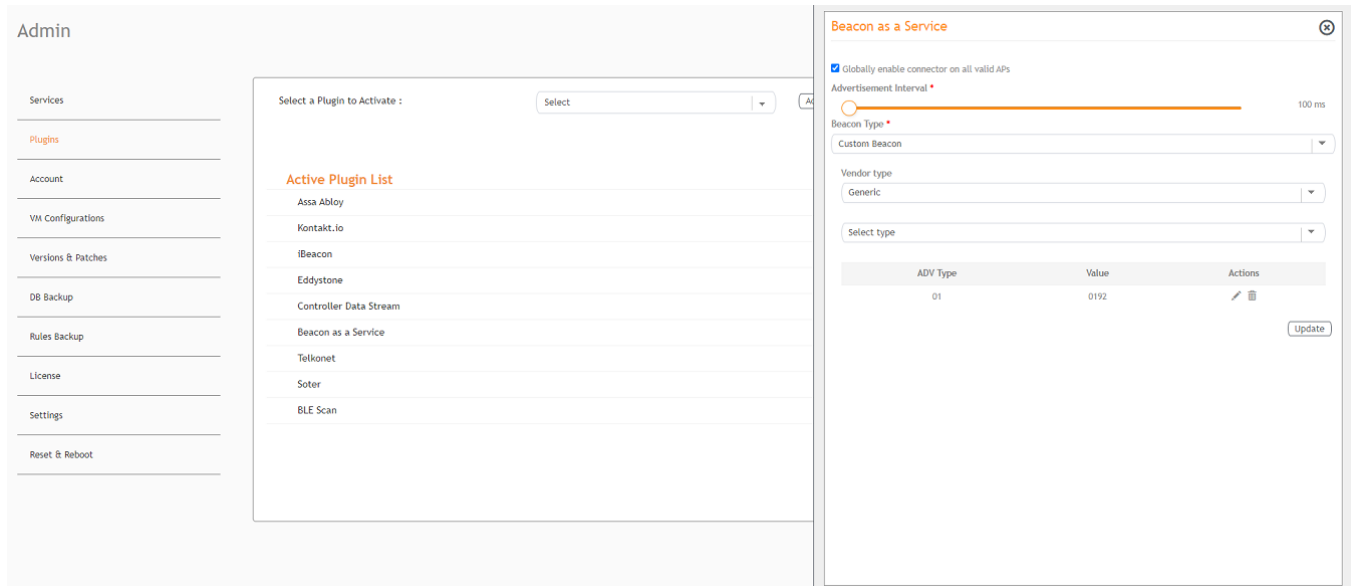 Admin
Services
Plugins
Account
VM Configurations
Versions & Patches
DB Backup
Rules Backup
License
Settings
Reset & Reboot
Select a Plugin to Activate :
Select
Active Plugin List
Assa Abloy
Kontakt.io
iBeacon
Eddystone
Controller Data Stream
Beacon as a Service
Telkonet
Soter
BLE Scan
Beacon as a Service
Globally enable connector on all valid APs
Advertisement Interval *
100 ms
Beacon Type *
Custom Beacon
Vendor type
Generic
Select type
ADV Type Value Actions
01 0192
Update